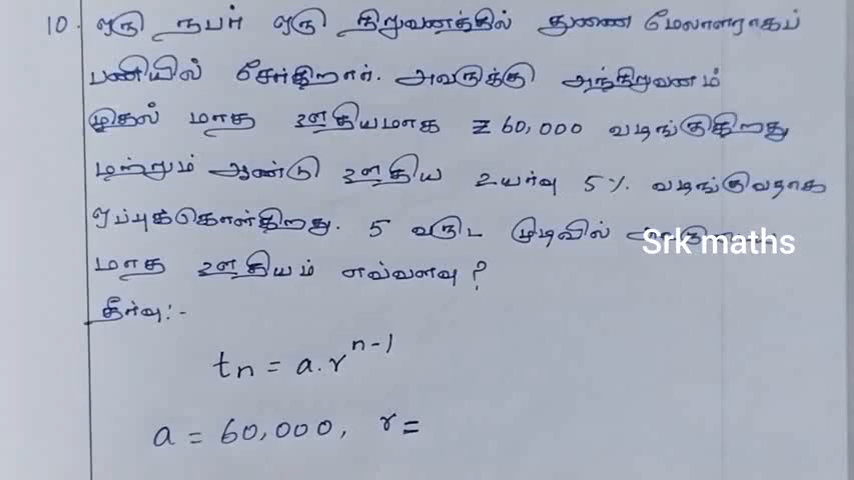 10. ஒரு நபர் ஒரு நிறுவனத்தில் துணை மேலாளராகப்
பணியில் சேர்கிறார். அவருக்கு அந்நிறுவனம்
முதல் மாத ஊதியமாக ₹ 60,000 வழங்குகிறது
மற்றும் ஆண்டு ஊதிய உயர்வு 5% வழங்குவதாக
ஒப்புக்கொள்கிறது. 5 வருட முடிவில்
Srk maths
மாத ஊதியம் எவ்வளவு?
தீர்வு:-
tn = a.r^n-1
a = 60,000, r =